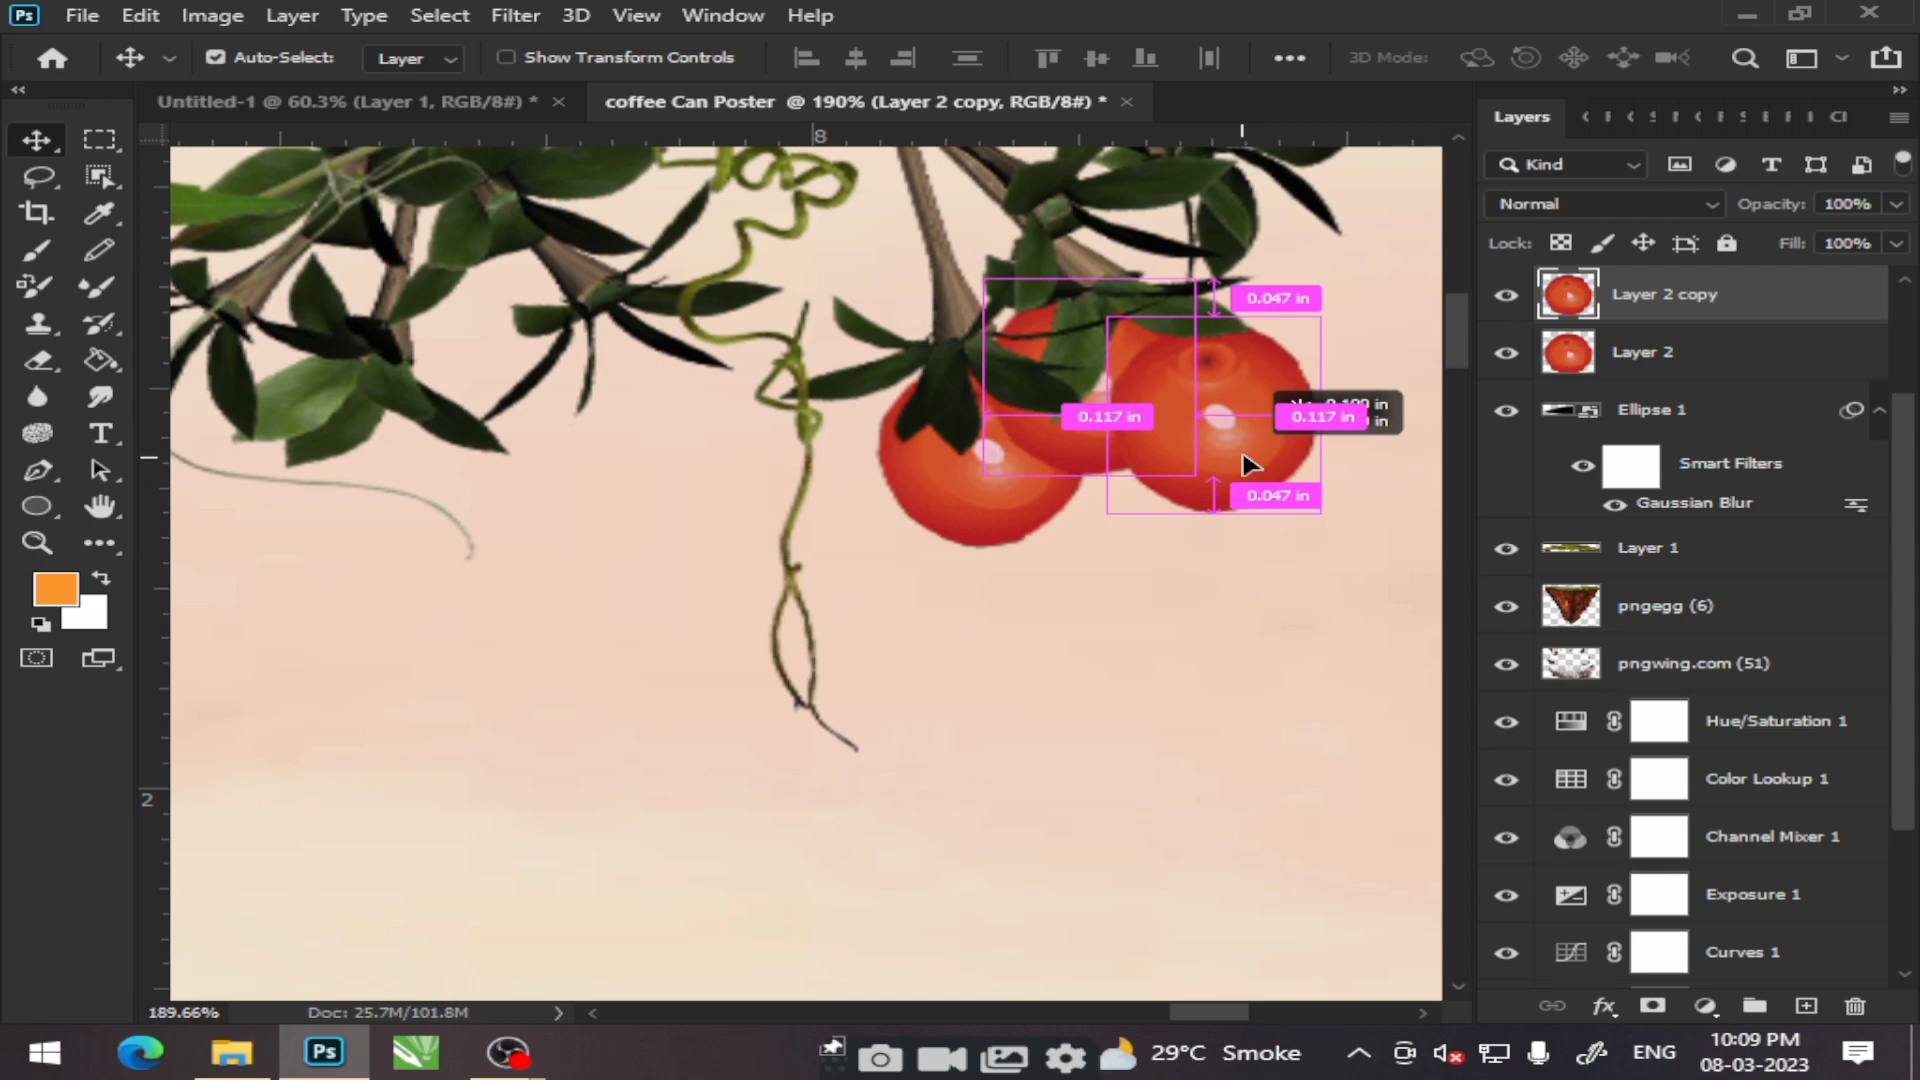 Ps File Edit Image Layer Type Select Filter 3D View Window Help
Auto-Select: Layer Show Transform Controls 3D Mode:
Untitled-1 @ 60.3% (Layer 1, RGB/8#) * coffee Can Poster @ 190% (Layer 2 copy, RGB/8#) *
Layers
8
Kind
Normal Opacity: 100%
Lock: Fill: 100%
Layer 2 copy
0.047 in
Layer 2
Ellipse 1
in
0.117 in 0.117 in in
Smart Filters
0.047 in
Gaussian Blur
Layer 1
pngegg (6)
pngwing.com (51)
Hue/Saturation 1
Color Lookup 1
2
Channel Mixer 1
Exposure 1
Curves 1
189.66% Doc: 25.7M/101.8M
Ps 29°C Smoke ENG 10:09 PM
08-03-2023